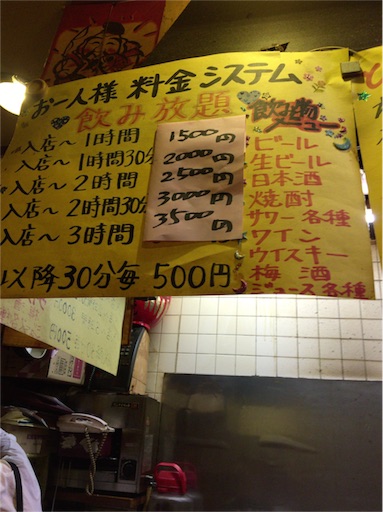 お一人様 料金システム
飲み放題
入店〜1時間 1500円
入店〜1時間30分 2000円
入店〜2時間 2500円
入店〜2時間30分 3000円
入店〜3時間 3500円
以降30分毎 500円
飲み物メニュー
ビール
生ビール
日本酒
焼酎
サワー各種
ワイン
ウイスキー
梅酒
ジュース各種